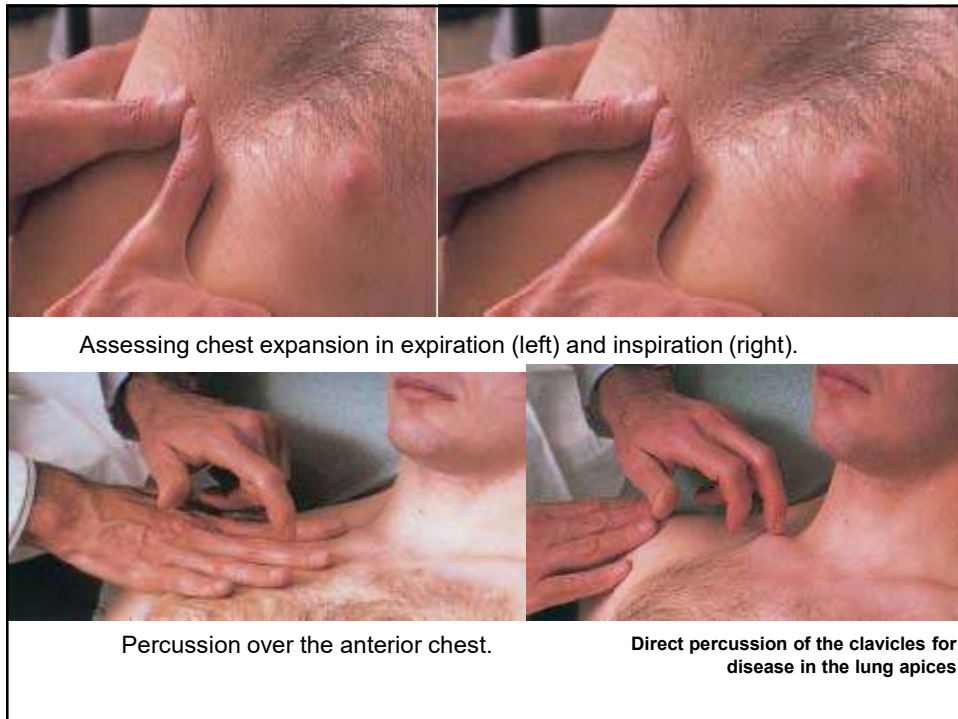 Assessing chest expansion in expiration (left) and inspiration (right).
Percussion over the anterior chest.
Direct percussion of the clavicles for
disease in the lung apices